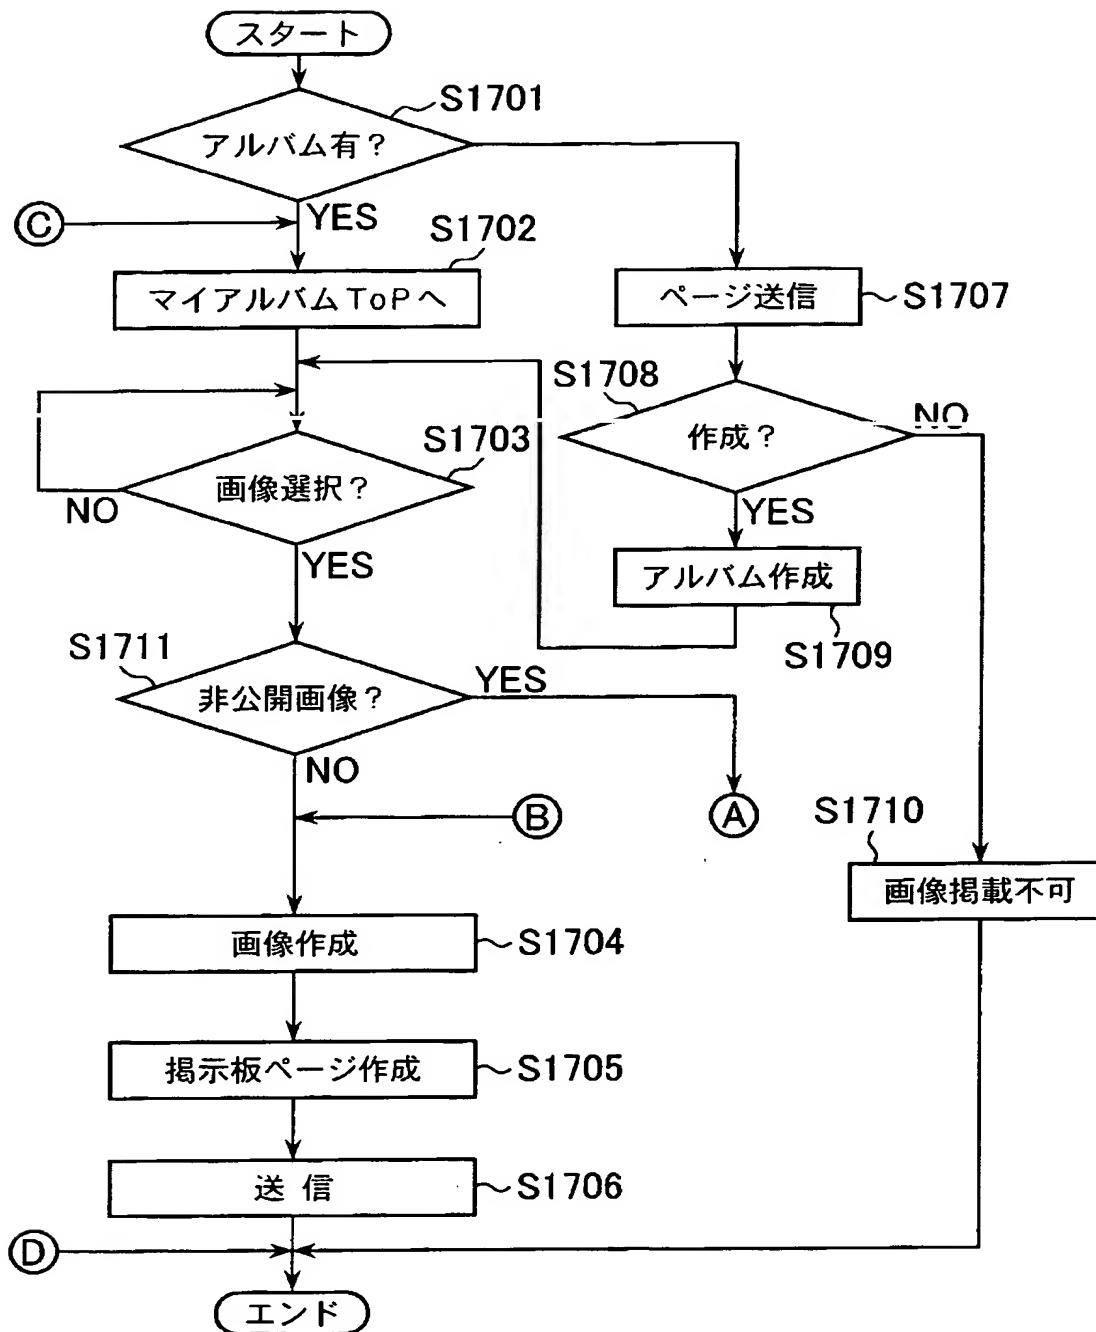 スタート
S1701
アルバム有?
C
YES
S1702
マイアルバムToPへ
ページ送信
S1707
S1708
作成?
NO
S1703
画像選択?
NO
YES
YES
アルバム作成
S1709
S1711
非公開画像?
YES
NO
B
A
S1710
画像掲載不可
画像作成
S1704
掲示板ページ作成
S1705
送信
S1706
D
エンド